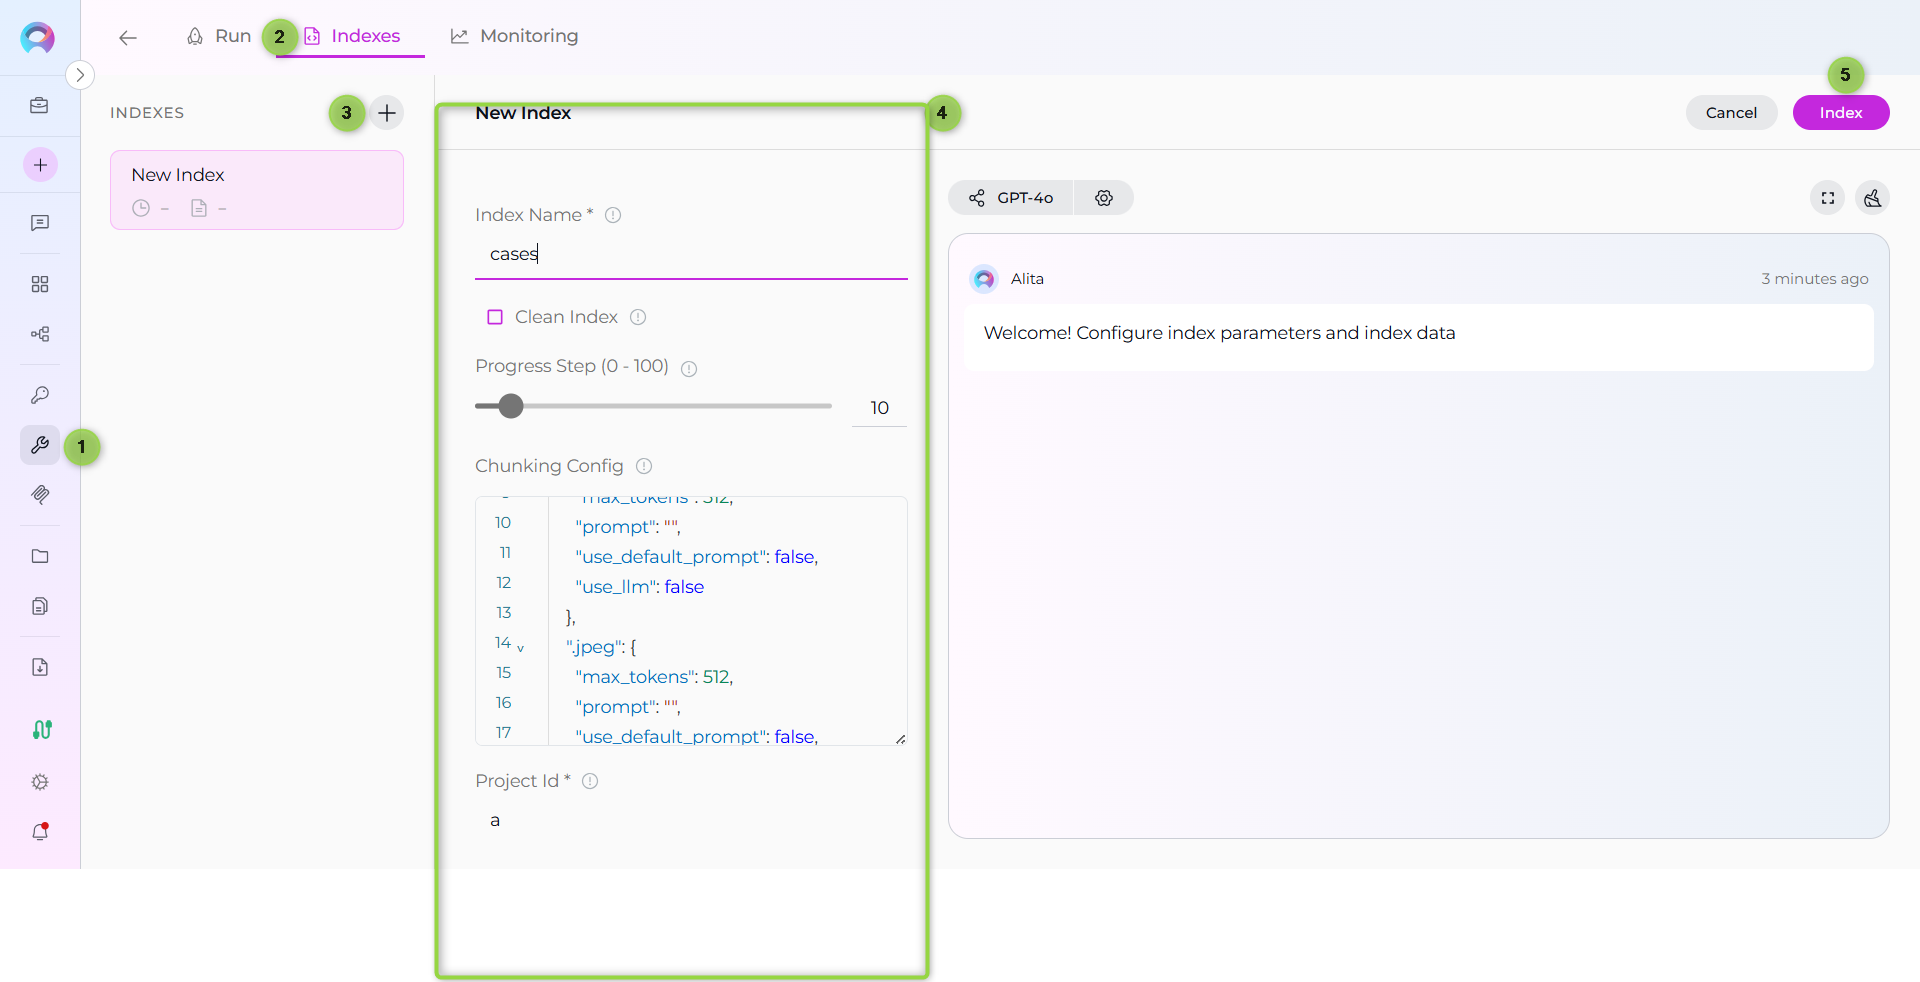 Run
2
Indexes
Monitoring
5
INDEXES
3
New Index
4
Cancel
Index
New Index
–
–
Index Name *
cases
Clean Index
Progress Step (0 - 100)
10
1
Chunking Config
"max_tokens": 512,
10 "prompt": "",
11 "use_default_prompt": false,
12 "use_llm": false
13 },
14 ".jpeg": {
15 "max_tokens": 512,
16 "prompt": "",
17 "use_default_prompt": false,
Project Id *
a
GPT-4o
Alita
3 minutes ago
Welcome! Configure index parameters and index data